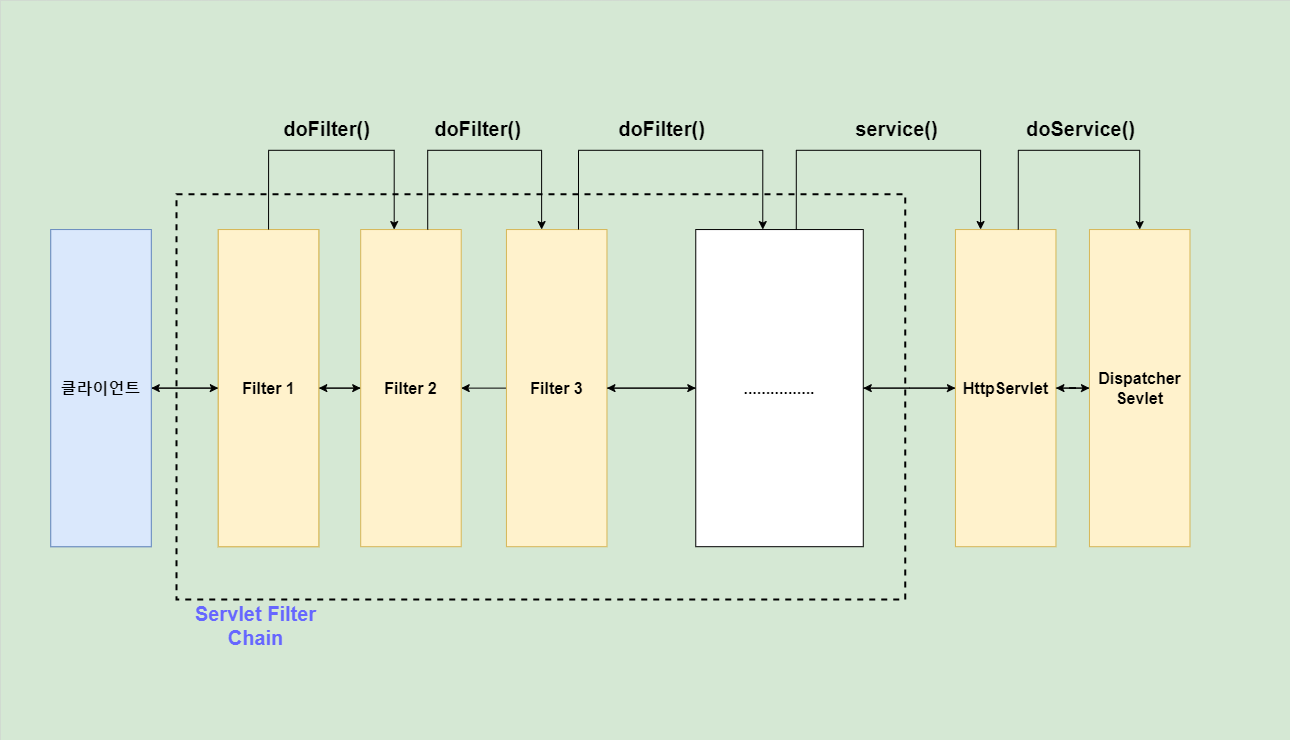 doFilter()
doFilter()
doFilter()
service()
doService()
클라이언트
Filter 1
Filter 2
Filter 3
................
HttpServlet
Dispatcher
Sevlet
Servlet Filter
Chain